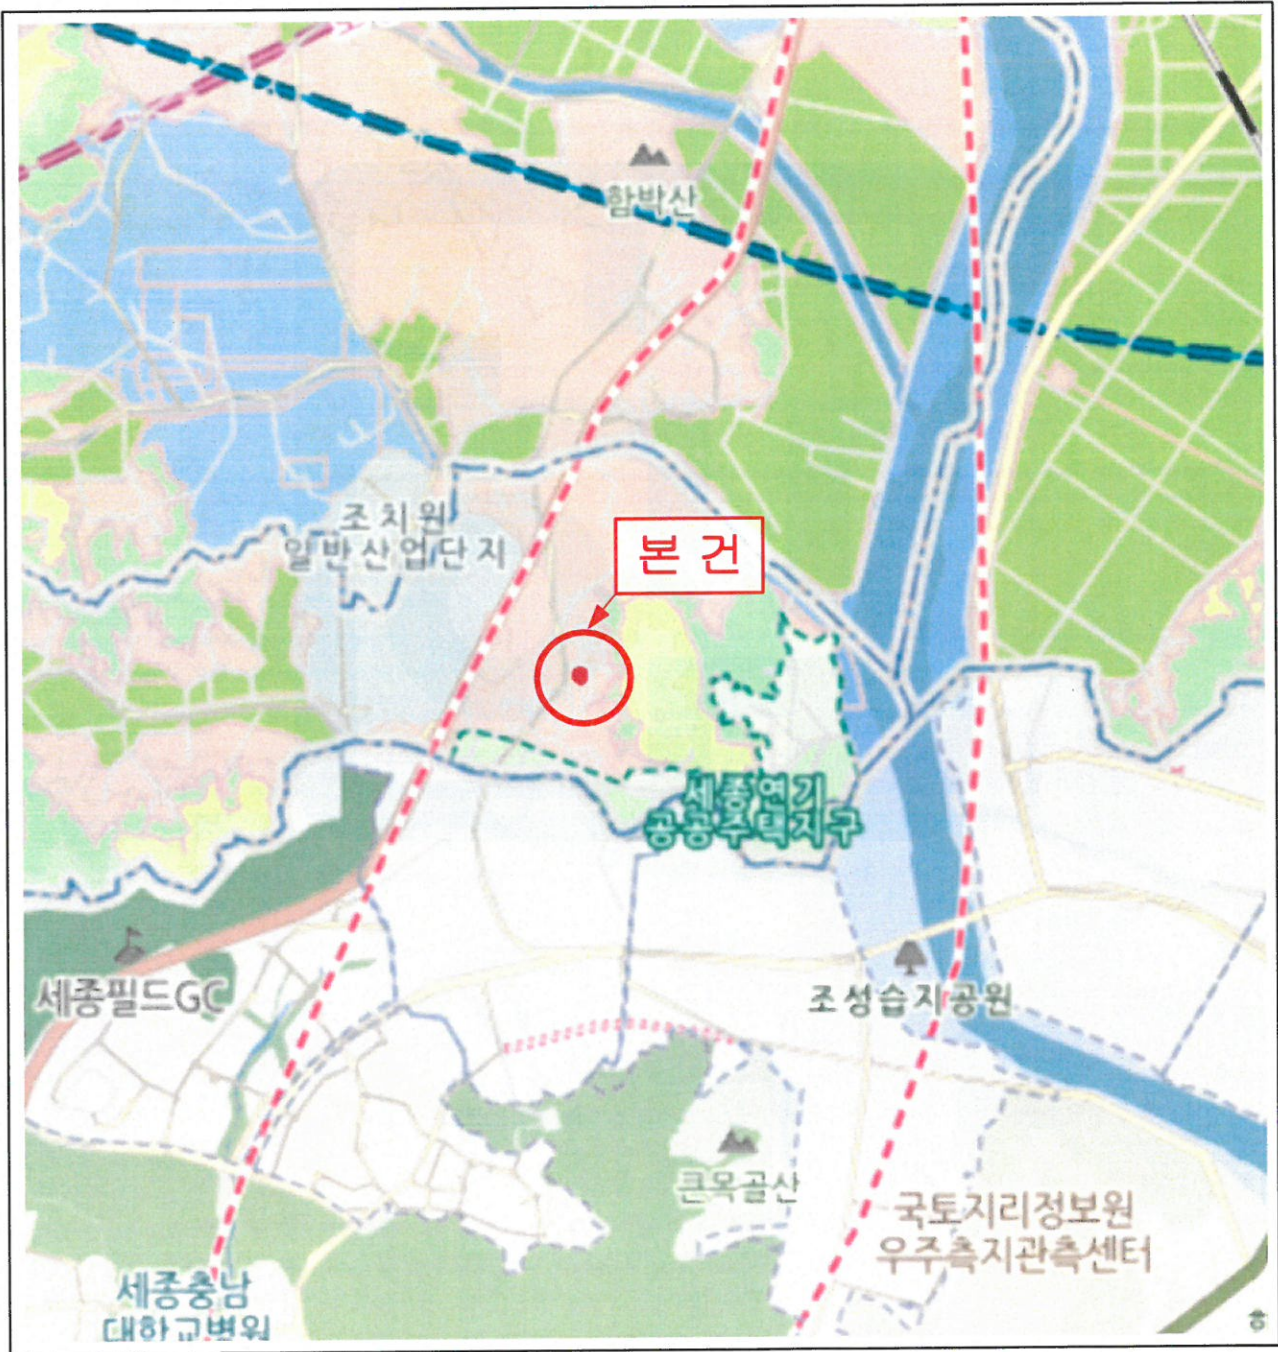 함박산
조치원
일반산업단지
본 건
세종연기
공공주택지구
세종필드GC
조성습지공원
큰목골산
국토지리정보원
우주측지관측센터
세종충남
대학교병원